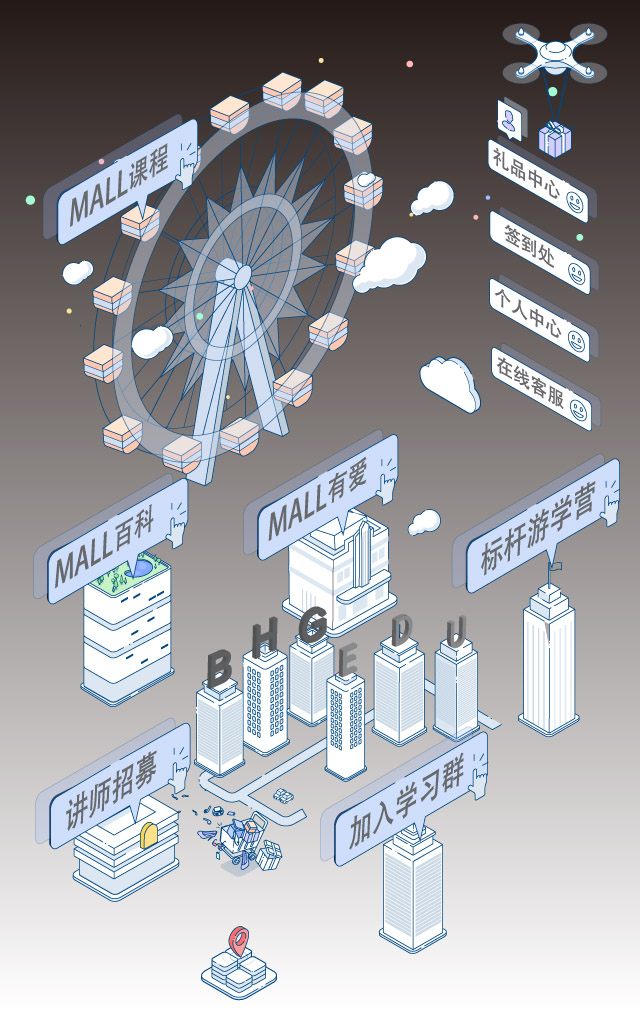 MALL课程
礼品中心
签到处
个人中心
在线客服
MALL有爱
MALL百科
标杆游学营
BHGEDU
讲师招募
加入学习群